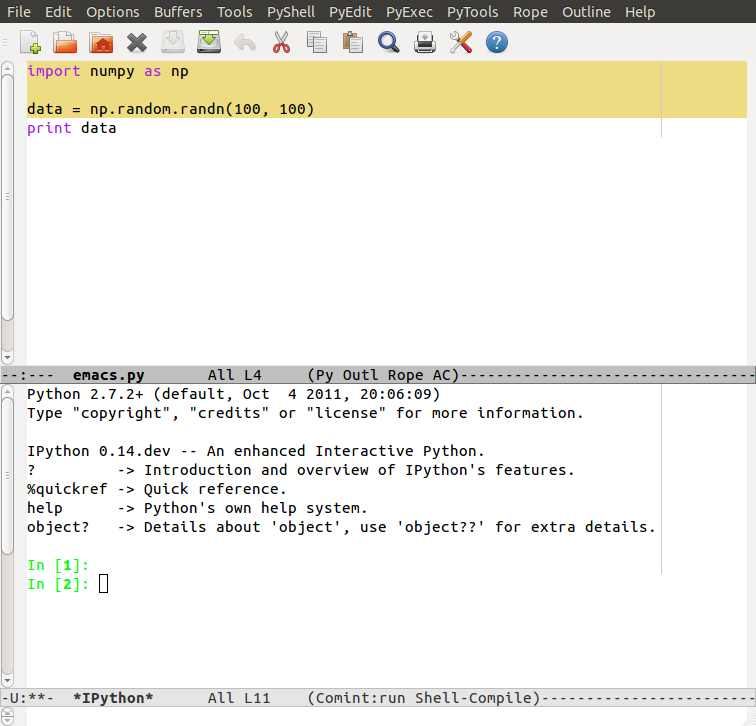 File Edit Options Buffers Tools PyShell PyEdit PyExec PyTools Rope Outline Help
import numpy as np
data = np.random.randn(100, 100)
print data
--:---  emacs.py       All L4     (Py Outl Rope AC)---------------------------------
Python 2.7.2+ (default, Oct  4 2011, 20:06:09)
Type "copyright", "credits" or "license" for more information.
IPython 0.14.dev -- An enhanced Interactive Python.
?         -> Introduction and overview of IPython's features.
%quickref -> Quick reference.
help      -> Python's own help system.
object?   -> Details about 'object', use 'object??' for extra details.
In [1]:
In [2]:
-U:**-  *IPython*      All L11    (Comint:run Shell-Compile)------------------------